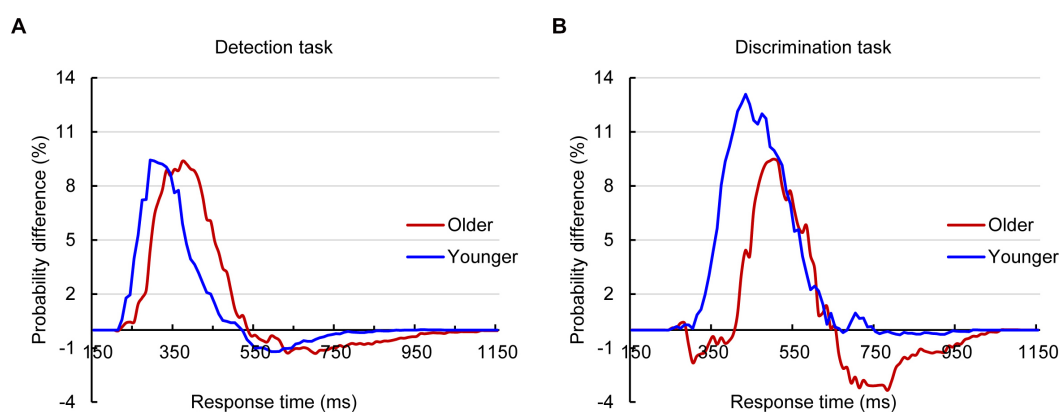 A
Detection task
14
11
8
5
2
-1
-4
Probability difference (%)
150 350 550 750 950 1150
Response time (ms)
Older
Younger
B
Discrimination task
14
11
8
5
2
-1
-4
Probability difference (%)
150 350 550 750 950 1150
Response time (ms)
Older
Younger